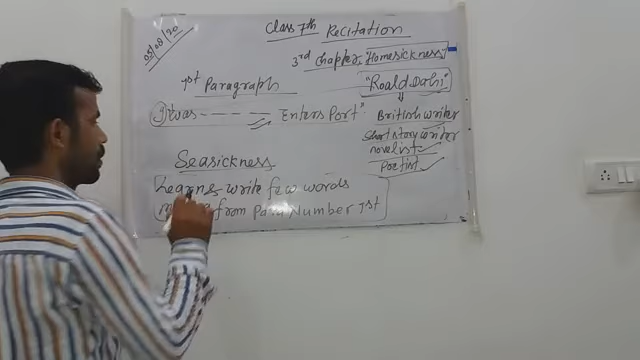 05/08/20
Class 7th Recitation
3rd Chapter, "Homesickness"
1st Paragraph
"Roald Dahl"
"It was - - - - Enters Port"
British writer
Short story writer
novelist
Poetist
Seasickness
Learn & write few words
from Para Number 1st